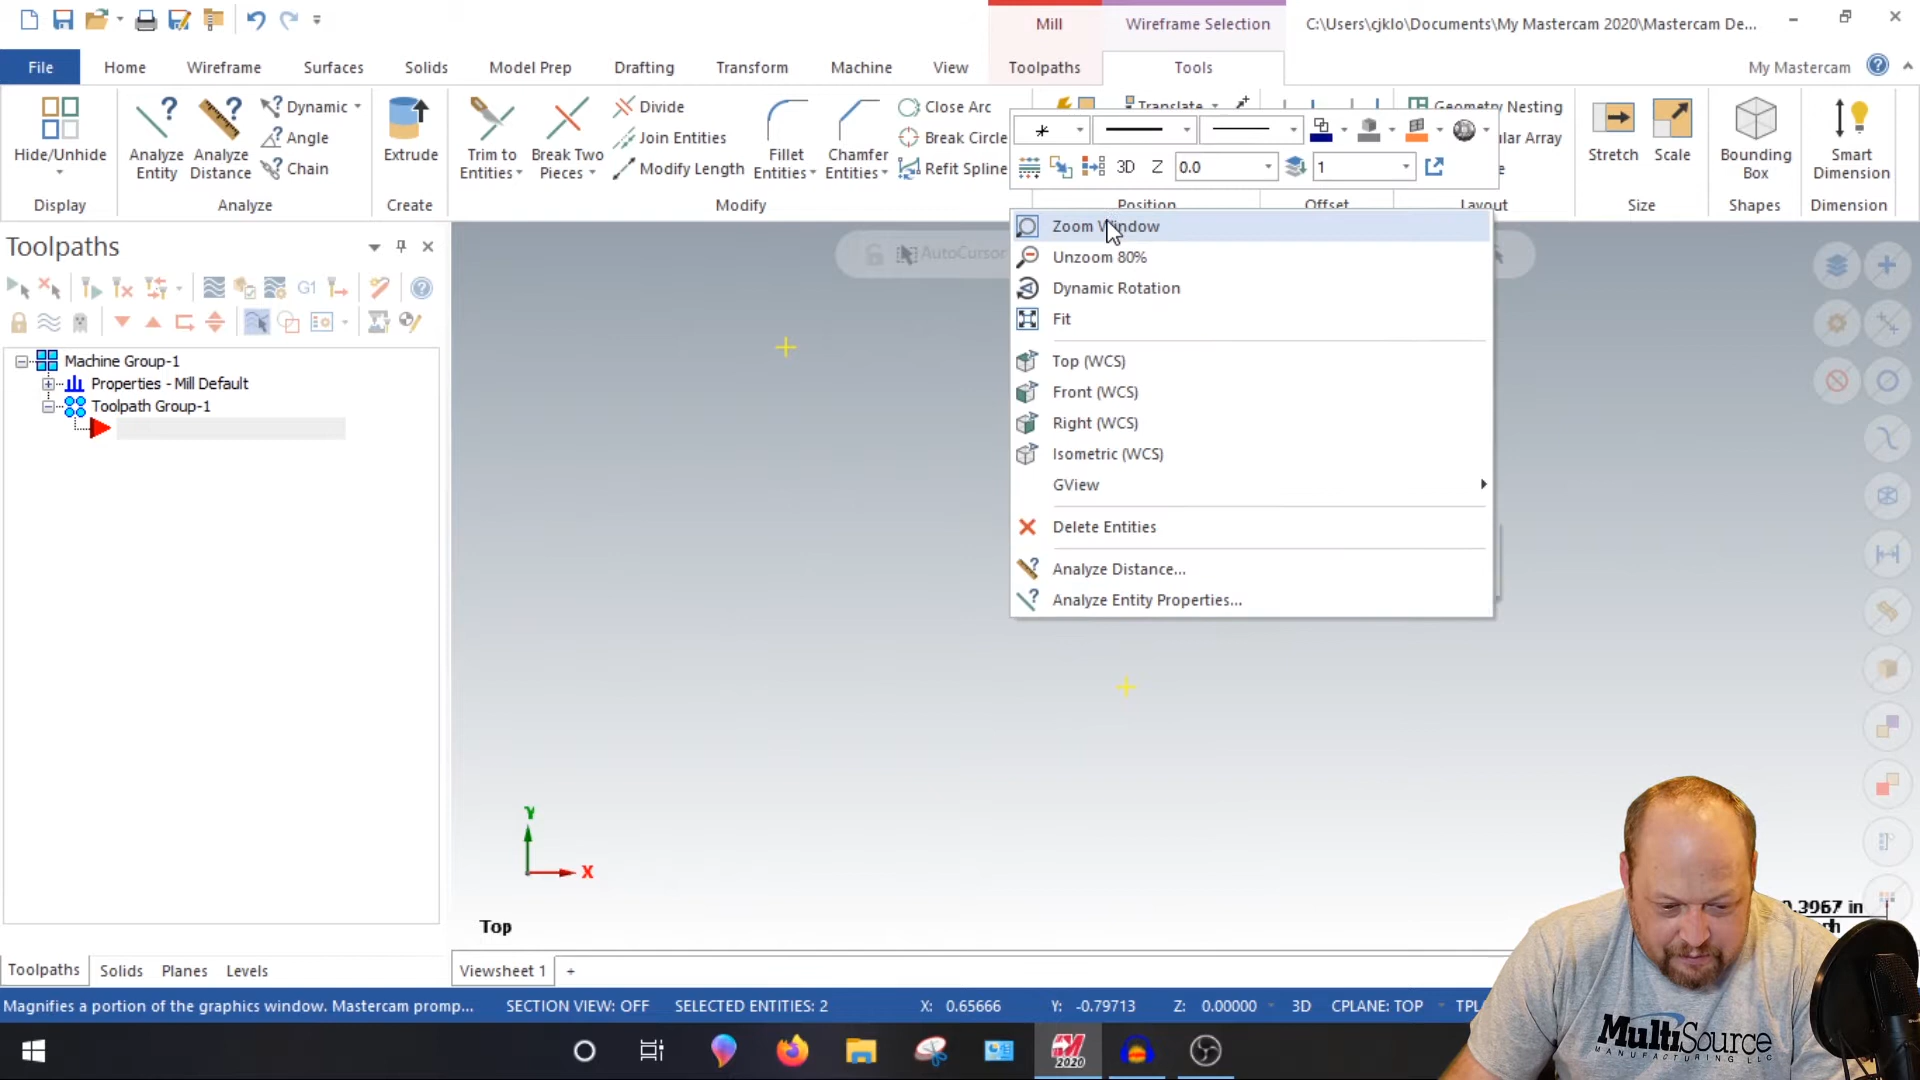 Mill
Wireframe Selection
C:\Users\cjklo\Documents\My Mastercam 2020\Mastercam De...
File
Home
Wireframe
Surfaces
Solids
Model Prep
Drafting
Transform
Machine
View
Toolpaths
Tools
My Mastercam
Hide/Unhide
Display
Analyze Entity
Analyze Distance
Dynamic
Angle
Chain
Analyze
Extrude
Create
Trim to Entities
Break Two Pieces
Divide
Join Entities
Modify Length
Fillet Entities
Chamfer Entities
Close Arc
Break Circle
Refit Spline
Modify
Translate
Position
Offset
Geometry Nesting
Layout
Stretch
Scale
Size
Bounding Box
Shapes
Smart Dimension
Dimension
3D
Z
0.0
1
Toolpaths
G1
Machine Group-1
Properties - Mill Default
Toolpath Group-1
AutoCursor
Zoom Window
Unzoom 80%
Dynamic Rotation
Fit
Top (WCS)
Front (WCS)
Right (WCS)
Isometric (WCS)
GView
Delete Entities
Analyze Distance...
Analyze Entity Properties...
Y
X
Top
Toolpaths
Solids
Planes
Levels
Viewsheet 1
+
Magnifies a portion of the graphics window. Mastercam promp...
SECTION VIEW: OFF
SELECTED ENTITIES: 2
X: 0.65666
Y: -0.79713
Z: 0.00000
3D
CPLANE: TOP
2020
MultiSource
MANUFACTURING LLC